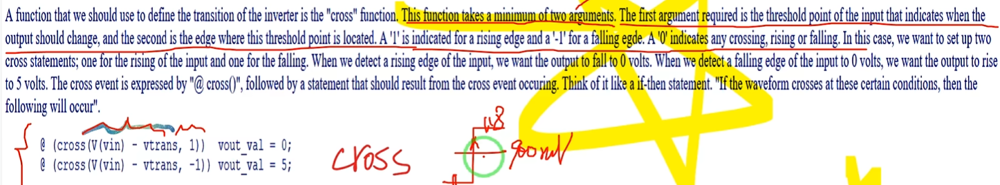 A function that we should use to define the transition of the inverter is the "cross" function. This function takes a minimum of two arguments. The first argument required is the threshold point of the input that indicates when the
output should change, and the second is the edge where this threshold point is located. A '1' is indicated for a rising edge and a '-1' for a falling egde. A '0' indicates any crossing, rising or falling. In this case, we want to set up two
cross statements; one for the rising of the input and one for the falling. When we detect a rising edge of the input, we want the output to fall to 0 volts. When we detect a falling edge of the input to 0 volts, we want the output to rise
to 5 volts. The cross event is expressed by "@ cross()", followed by a statement that should result from the cross event occuring. Think of it like a if-then statement. "If the waveform crosses at these certain conditions, then the
following will occur".
1.8
@ (cross(V(vin) - vtrans, 1)) vout_val = 0;
@ (cross(V(vin) - vtrans, -1)) vout_val = 5;
cross
900mV